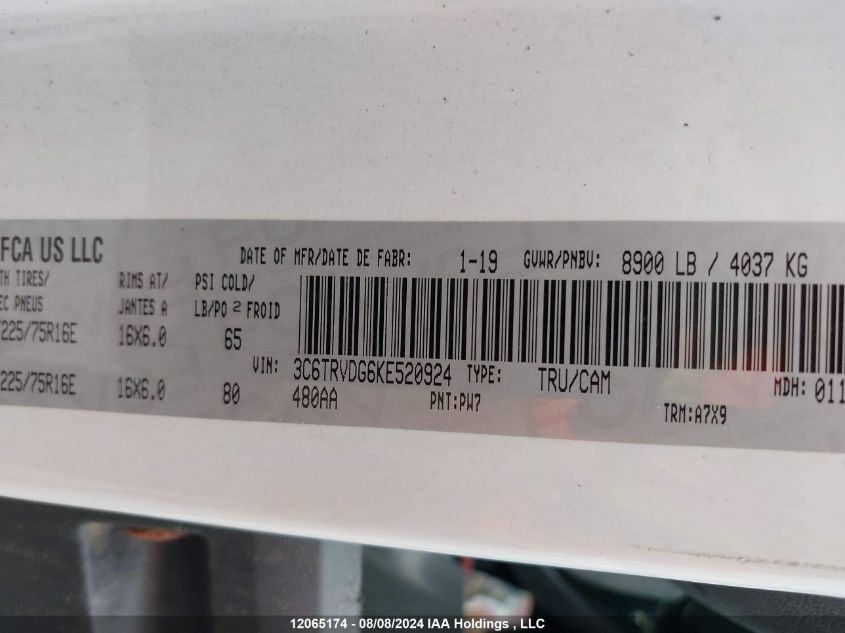 FCA US LLC
DATE OF MFR/DATE DE FABR: 1-19 GVWR/PNBV: 8900 LB / 4037 KG
TIRES/ RIMS AT/ PSI COLD/
PNEUS JANTES A LB/PO 2 FROID
225/75R16E 16X6.0 65
VIN: 3C6TRVDG6KE520924 TYPE: TRU/CAM MDH: 011
225/75R16E 16X6.0 80
480AA PNT:PW7 TRM:A7X9
12065174 - 08/08/2024 IAA Holdings , LLC